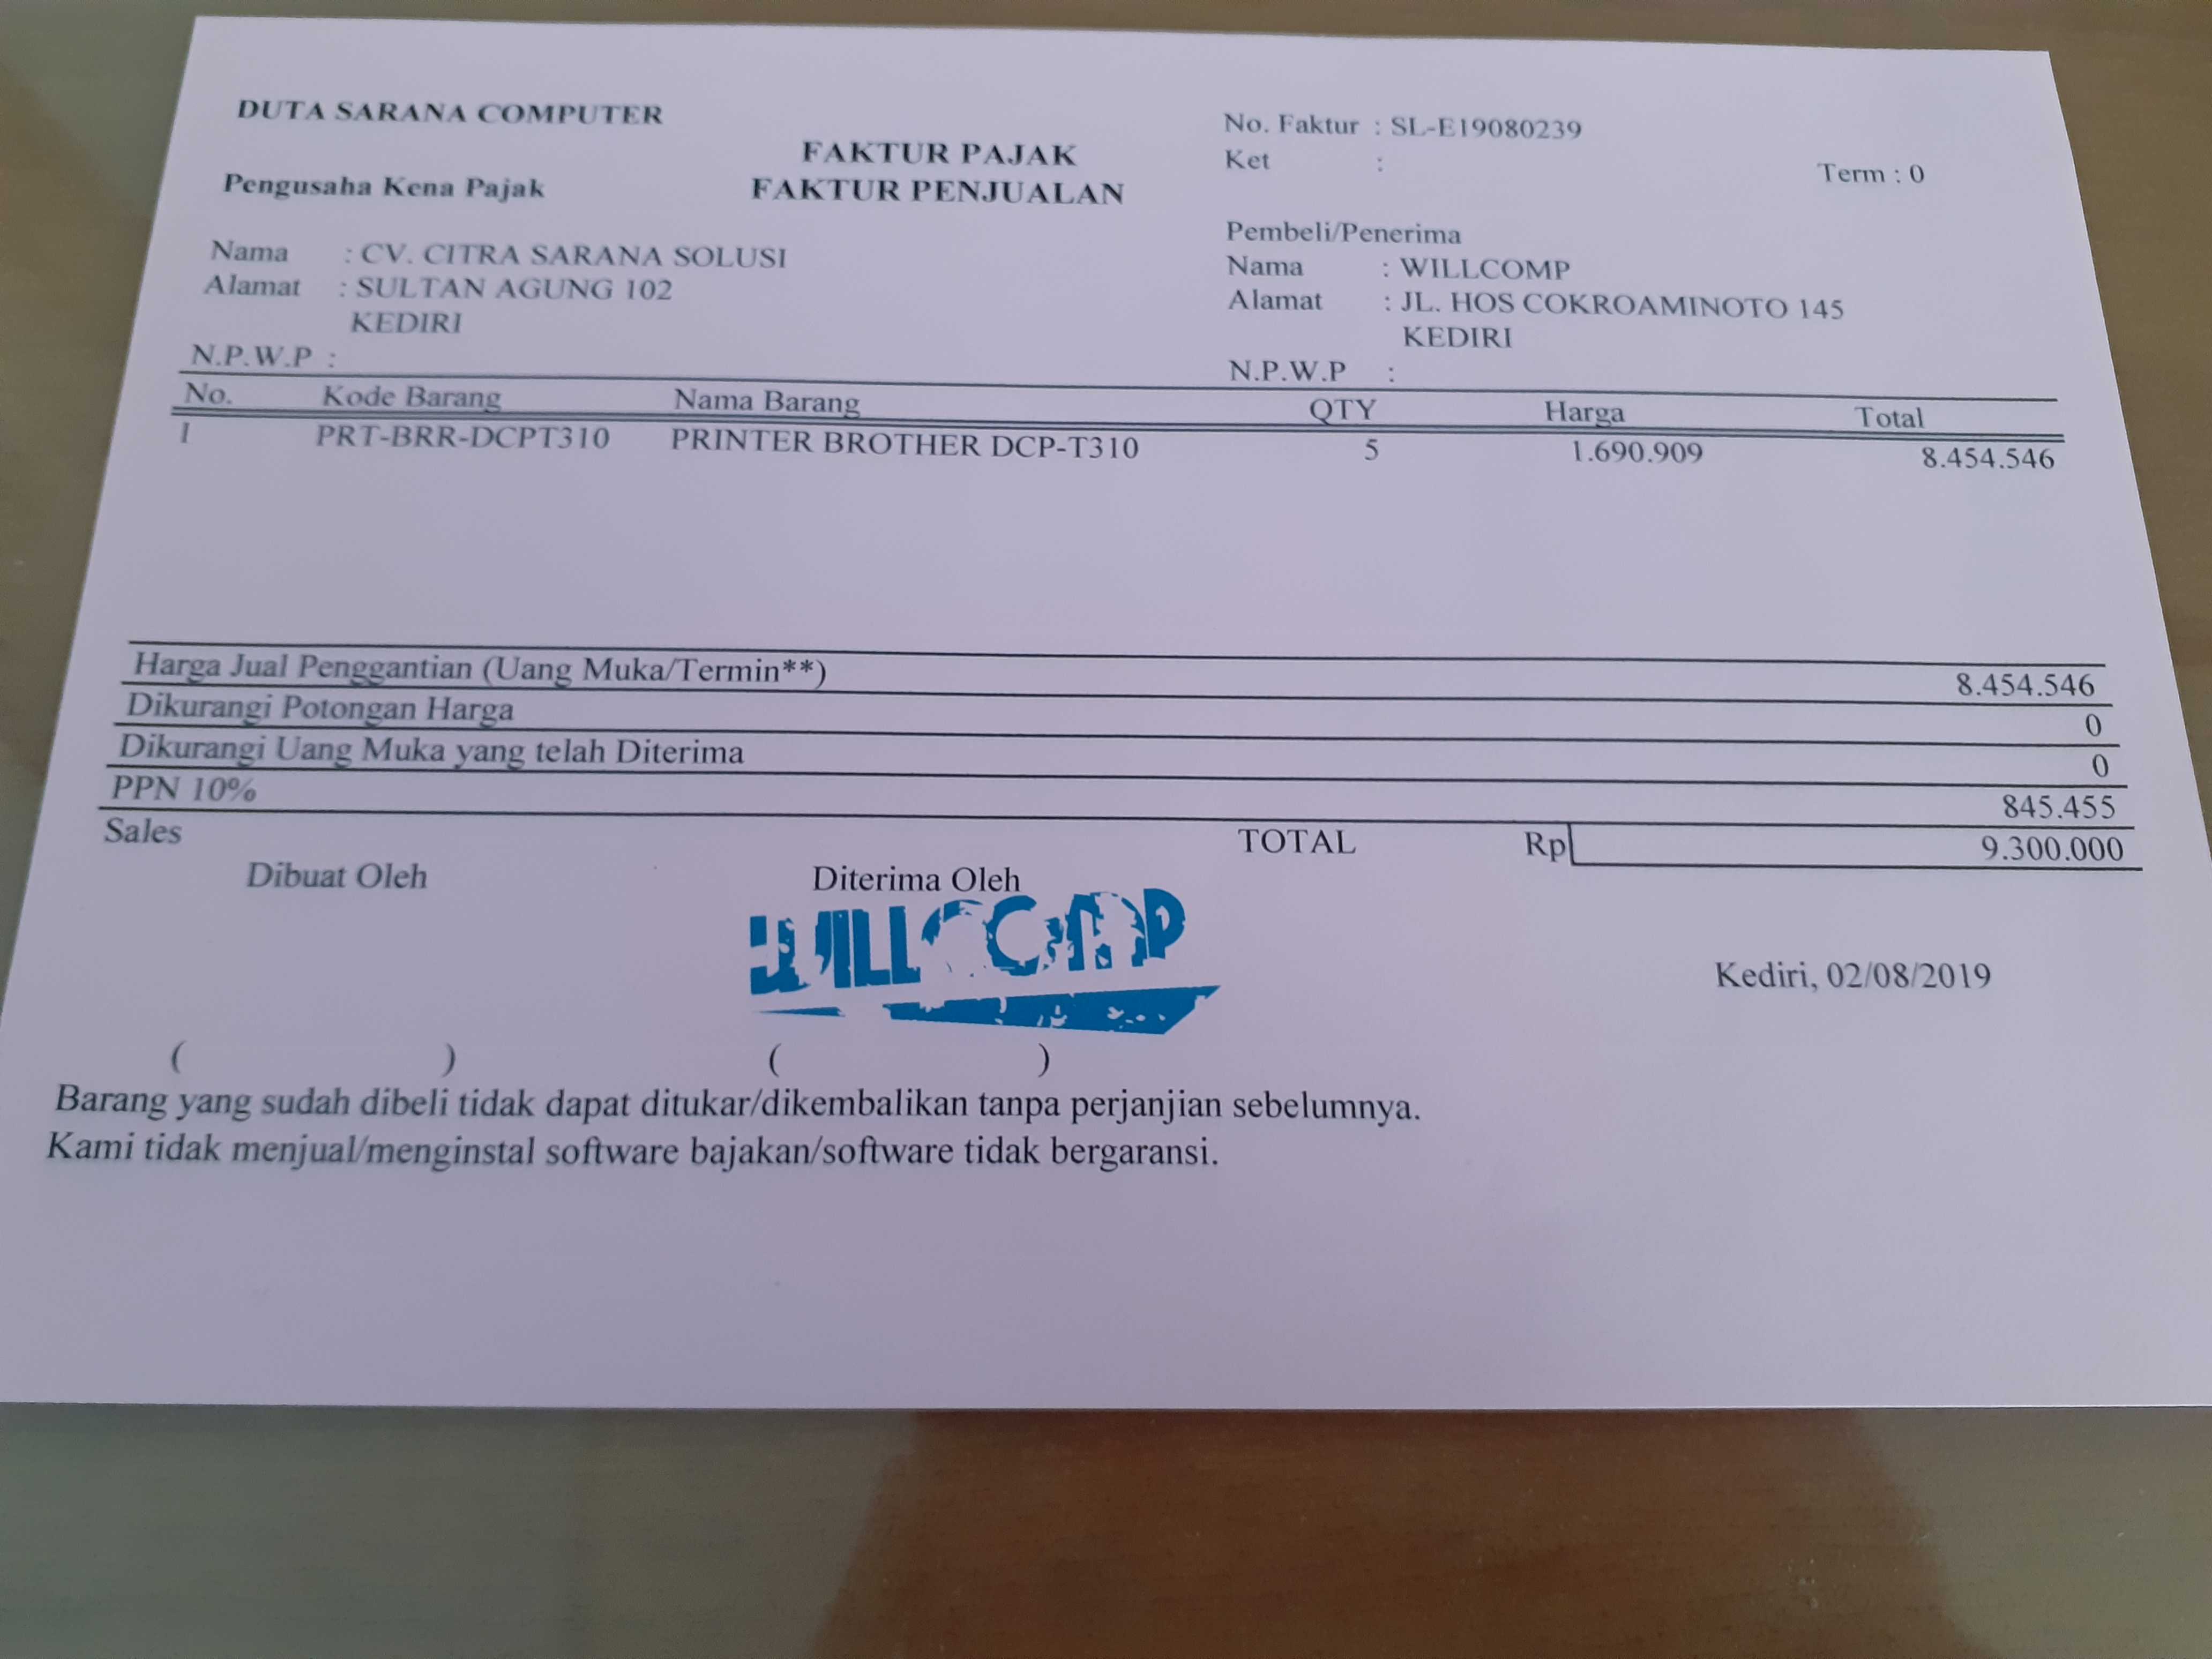 DUTA SARANA COMPUTER
FAKTUR PAJAK
FAKTUR PENJUALAN
Pengusaha Kena Pajak
Nama : CV. CITRA SARANA SOLUSI
Alamat : SULTAN AGUNG 102
KEDIRI
N.P.W.P :
No. Faktur : SL-E19080239
Ket :
Term : 0
Pembeli/Penerima
Nama : WILLCOMP
Alamat : JL. HOS COKROAMINOTO 145
KEDIRI
N.P.W.P :
No. Kode Barang Nama Barang QTY Harga Total
1 PRT-BRR-DCPT310 PRINTER BROTHER DCP-T310 5 1.690.909 8.454.546
Harga Jual Penggantian (Uang Muka/Termin**) 8.454.546
Dikurangi Potongan Harga 0
Dikurangi Uang Muka yang telah Diterima 0
PPN 10% 845.455
Sales TOTAL Rp 9.300.000
Dibuat Oleh Diterima Oleh
WILLCOMP
Kediri, 02/08/2019
( ) ( )
Barang yang sudah dibeli tidak dapat ditukar/dikembalikan tanpa perjanjian sebelumnya.
Kami tidak menjual/menginstal software bajakan/software tidak bergaransi.